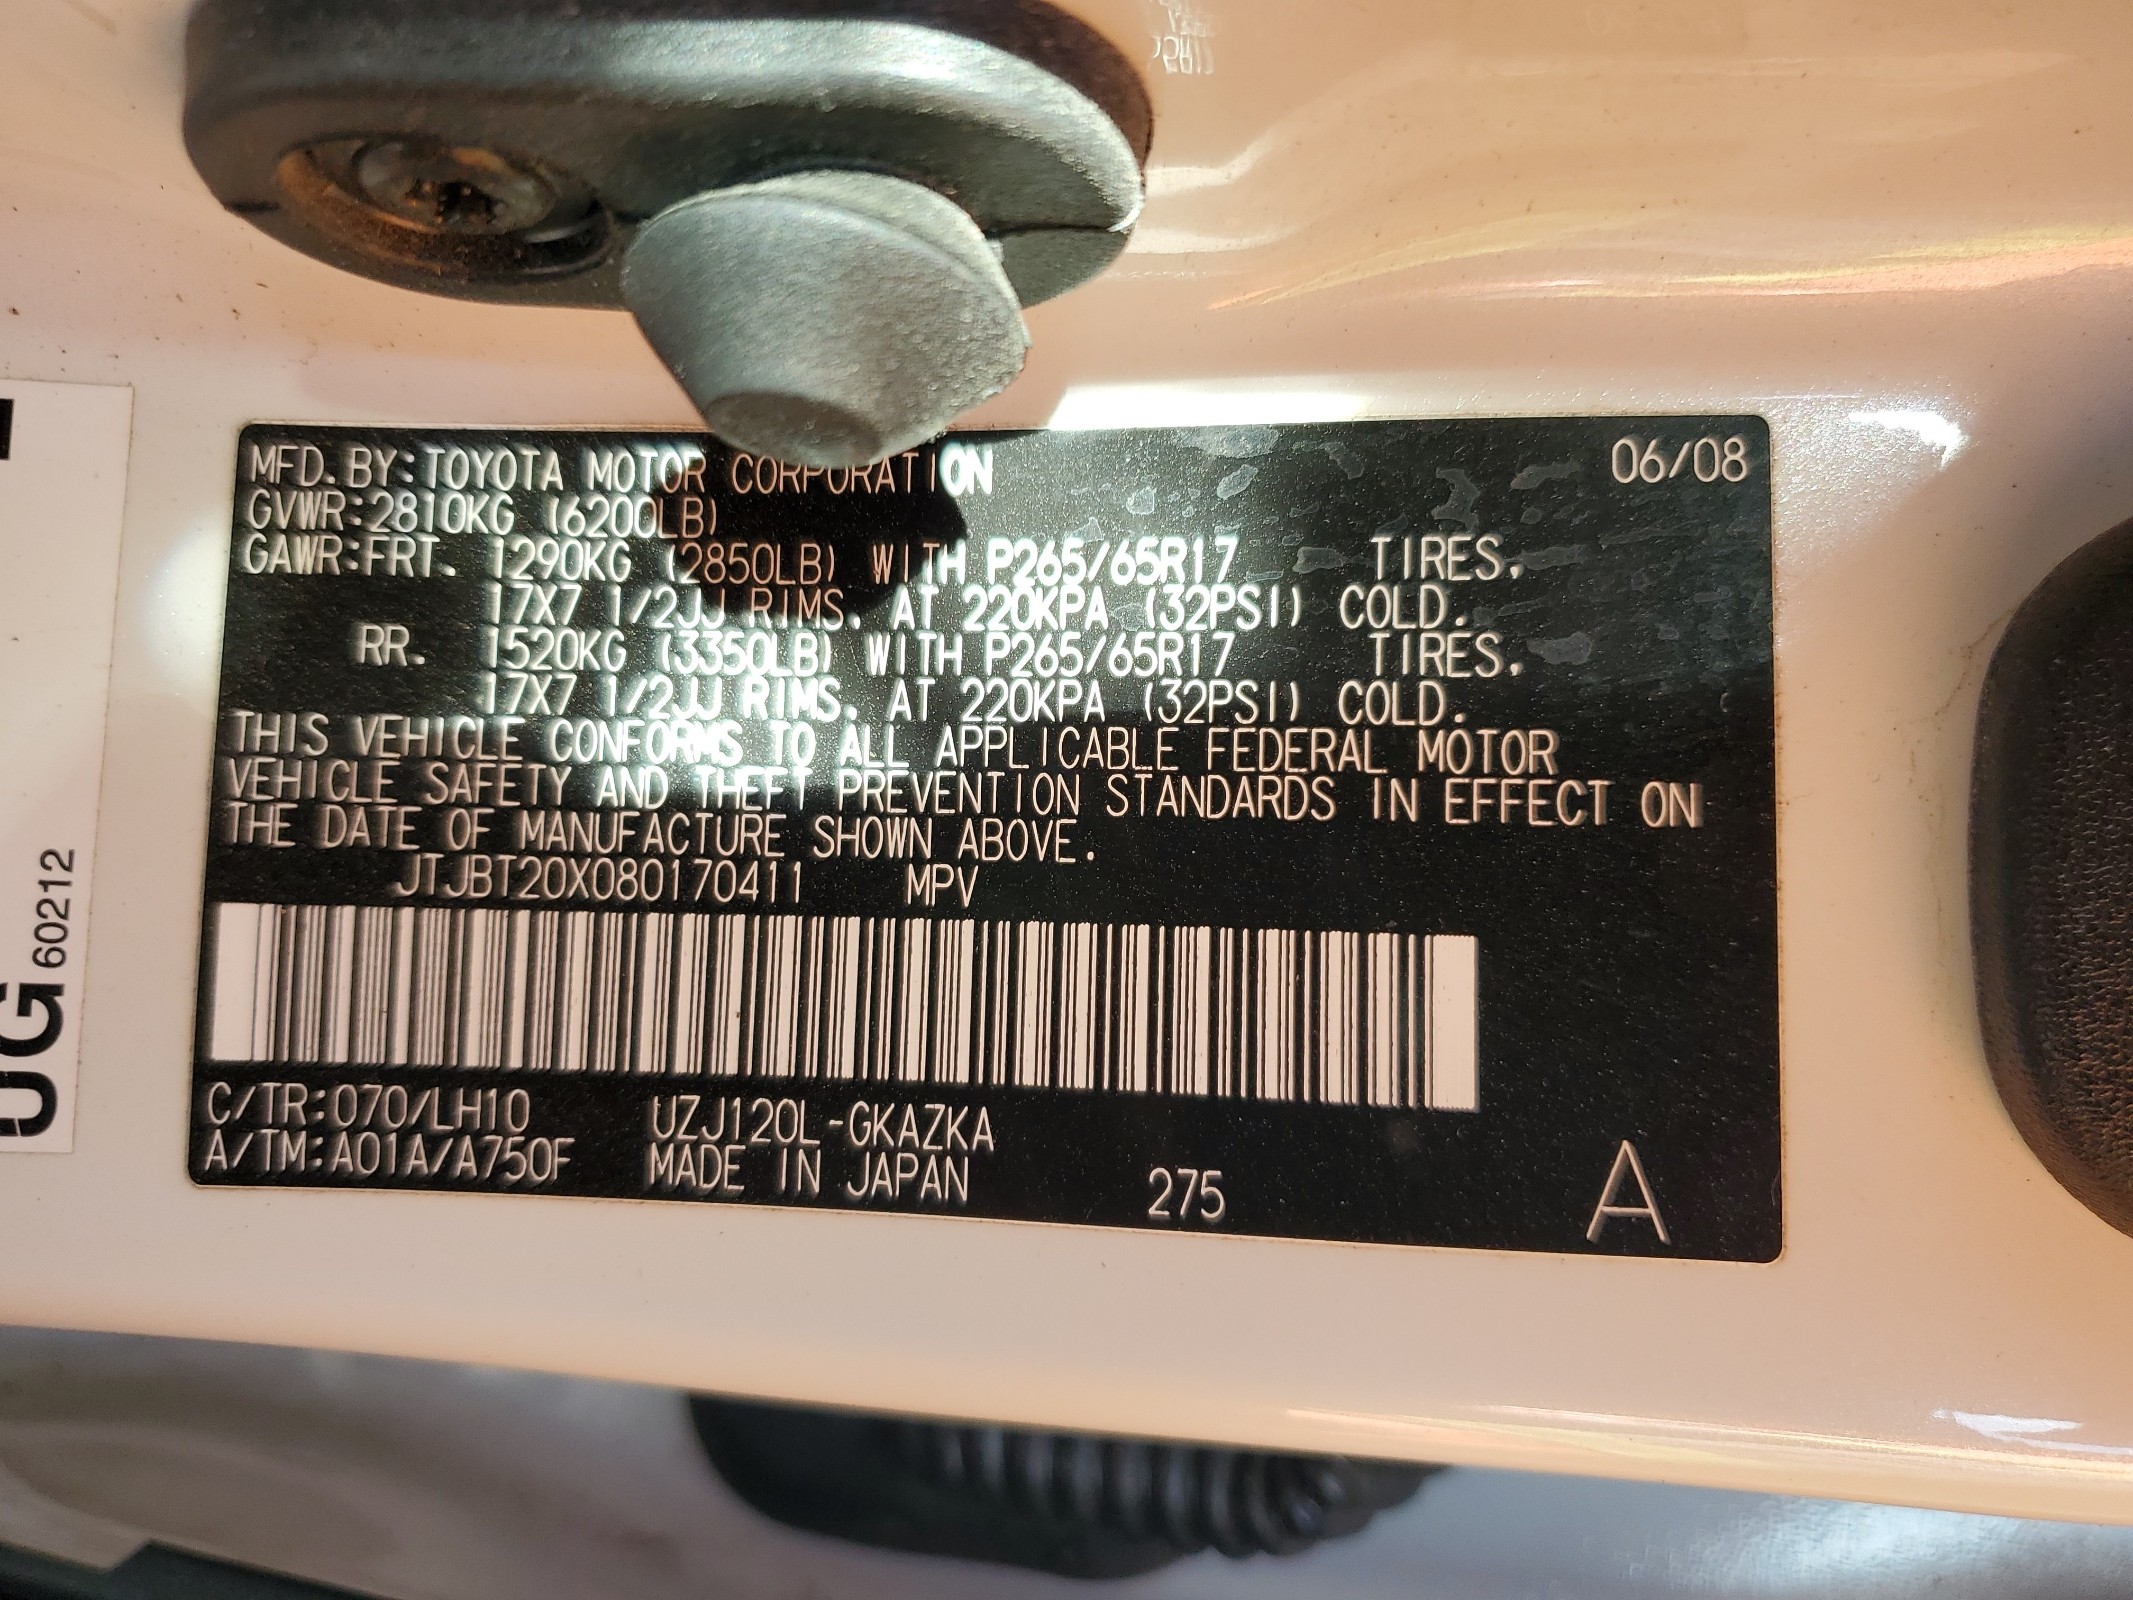 MFD.BY:TOYOTA MOTOR CORPORATION 06/08
GVWR:2810KG (6200LB)
GAWR:FRT. 1290KG (2850LB) WITH P265/65R17 TIRES,
17X7 1/2JJ RIMS, AT 220KPA (32PSI) COLD.
RR. 1520KG (3350LB) WITH P265/65R17 TIRES,
17X7 1/2JJ RIMS, AT 220KPA (32PSI) COLD.
THIS VEHICLE CONFORMS TO ALL APPLICABLE FEDERAL MOTOR
VEHICLE SAFETY AND THEFT PREVENTION STANDARDS IN EFFECT ON
THE DATE OF MANUFACTURE SHOWN ABOVE.
JTJBT20X080170411 MPV
C/TR:070/LH10 UZJ120L-GKAZKA
A/TM:A01A/A750F MADE IN JAPAN 275 A
60212